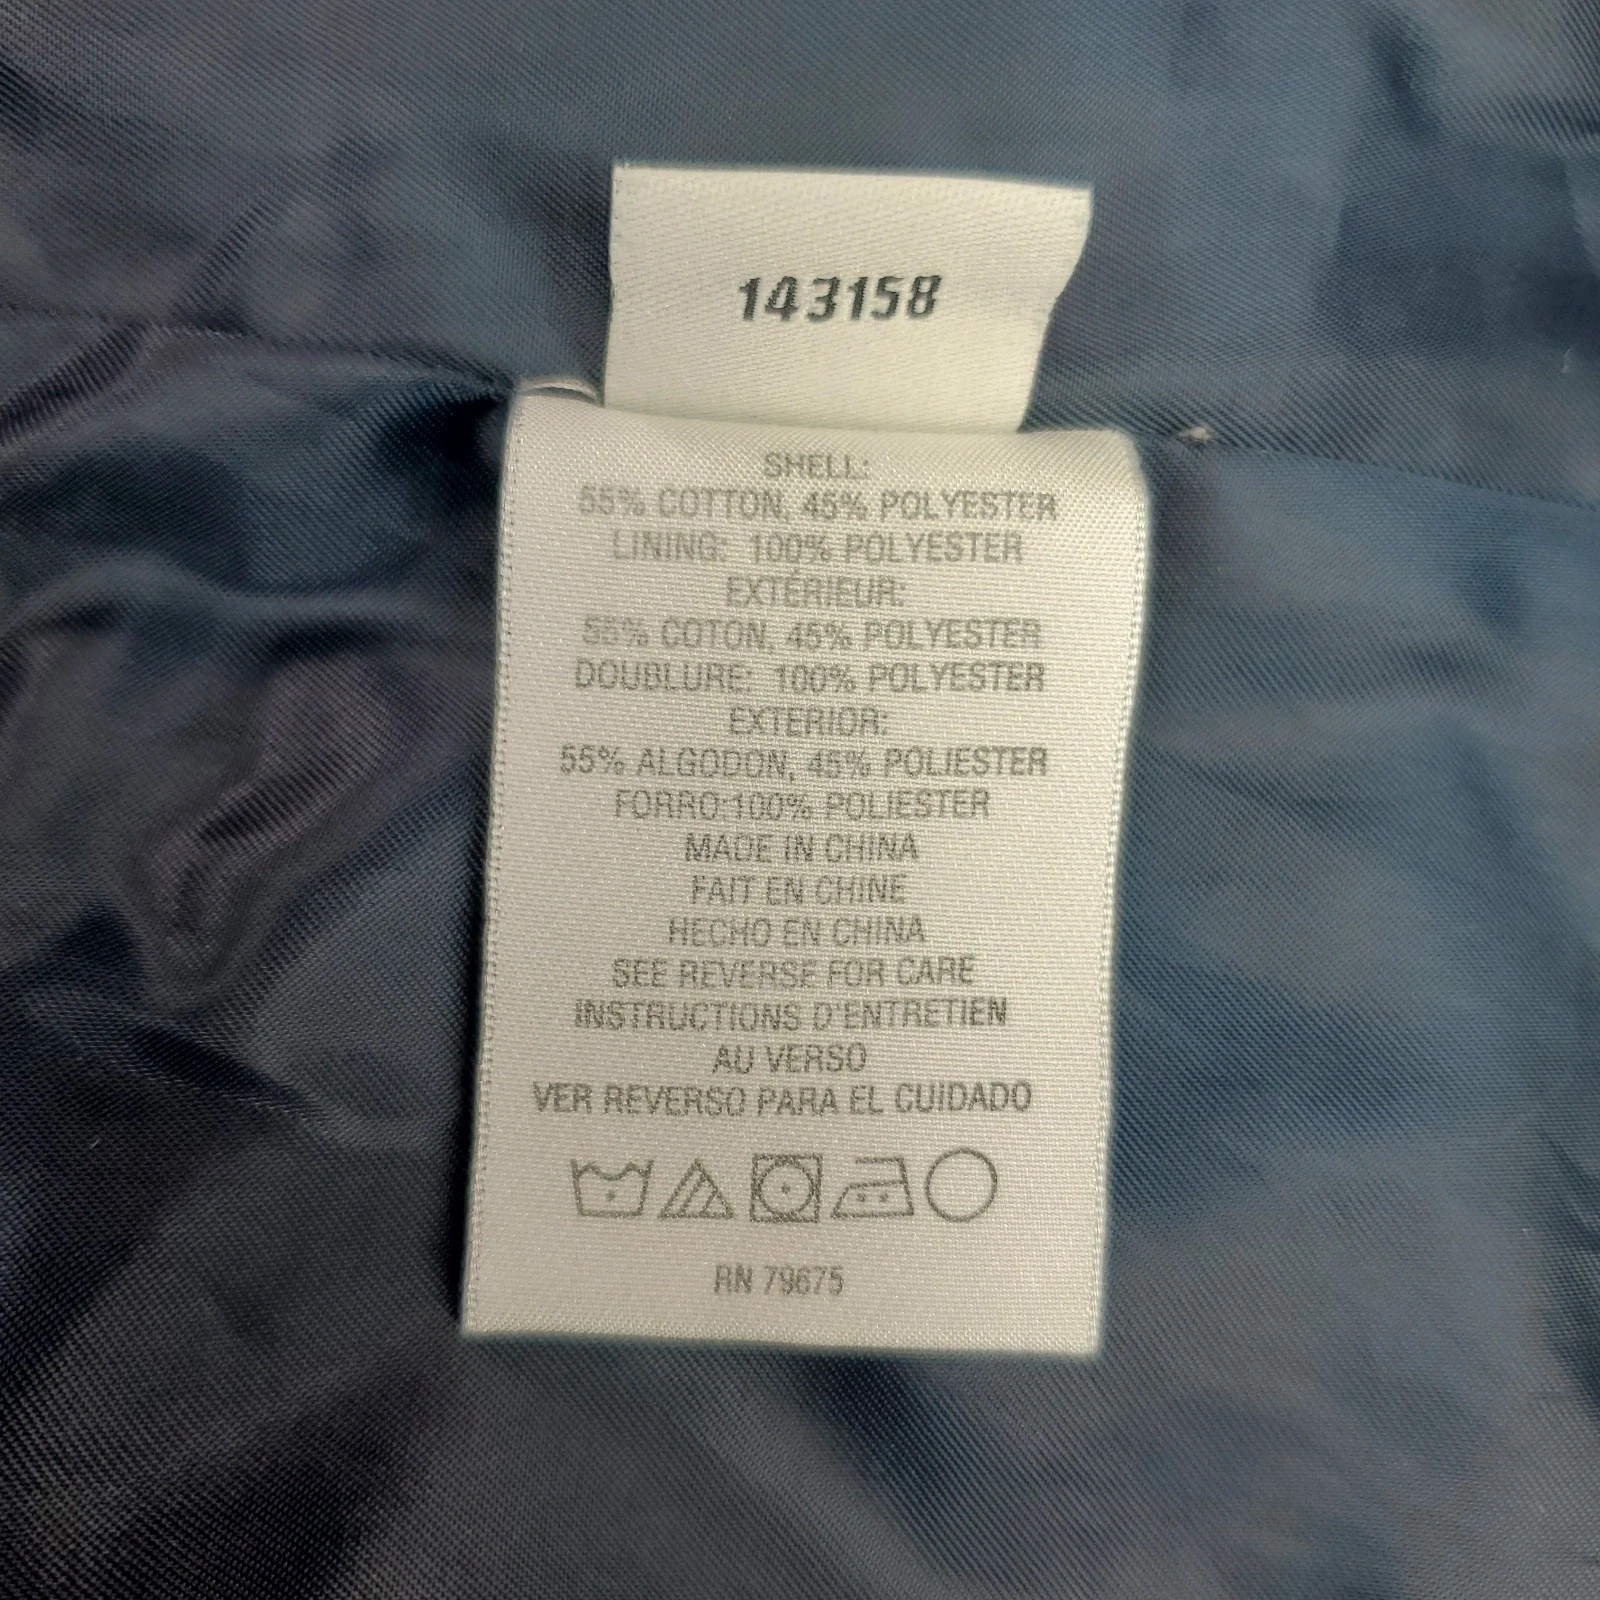 143158
SHELL:
55% COTTON, 45% POLYESTER
LINING: 100% POLYESTER
EXTÉRIEUR:
55% COTON, 45% POLYESTER
DOUBLURE: 100% POLYESTER
EXTERIOR:
55% ALGODON, 45% POLIESTER
FORRO:100% POLIESTER
MADE IN CHINA
FAIT EN CHINE
HECHO EN CHINA
SEE REVERSE FOR CARE
INSTRUCTIONS D'ENTRETIEN
AU VERSO
VER REVERSO PARA EL CUIDADO
RN 79675